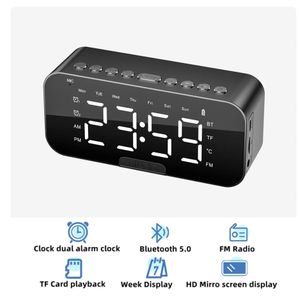 MIC
Mon TUE Wed Thu Fri Sat Sun
AM
PM
23:59
BT
TF
°C
FM
Clock dual alarm clock
Bluetooth 5.0
FM Radio
TF Card playback
7
Week Display
HD Mirro screen display